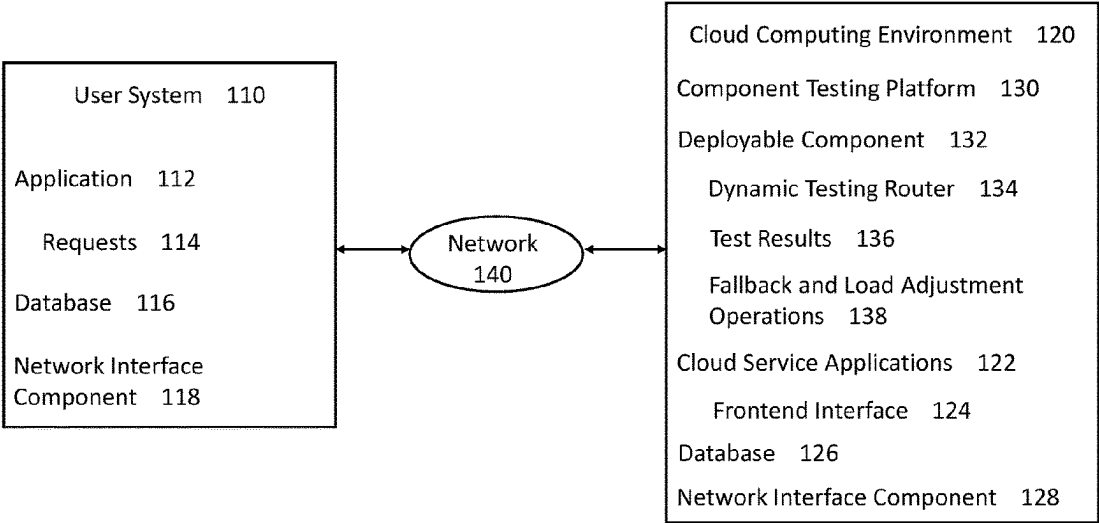 User System 110
Application 112
Requests 114
Database 116
Network Interface
Component 118
Network
140
Cloud Computing Environment 120
Component Testing Platform 130
Deployable Component 132
Dynamic Testing Router 134
Test Results 136
Fallback and Load Adjustment
Operations 138
Cloud Service Applications 122
Frontend Interface 124
Database 126
Network Interface Component 128